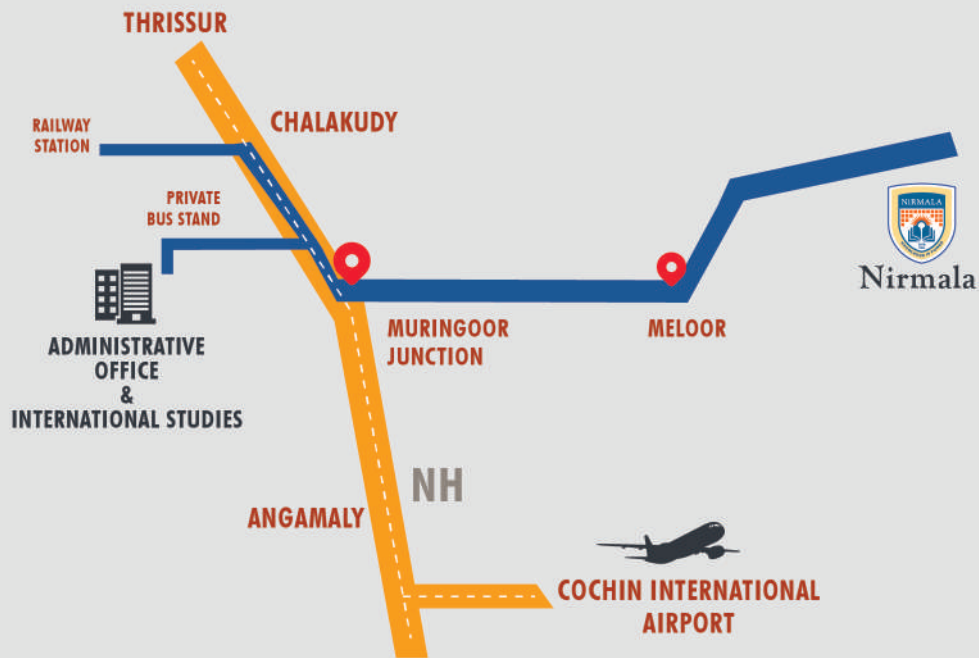 THRISSUR
CHALAKUDY
RAILWAY
STATION
PRIVATE
BUS STAND
NIRMALA
Nirmala
ADMINISTRATIVE
OFFICE
&
INTERNATIONAL STUDIES
MURINGOOR
JUNCTION
MELOOR
NH
ANGAMALY
COCHIN INTERNATIONAL
AIRPORT